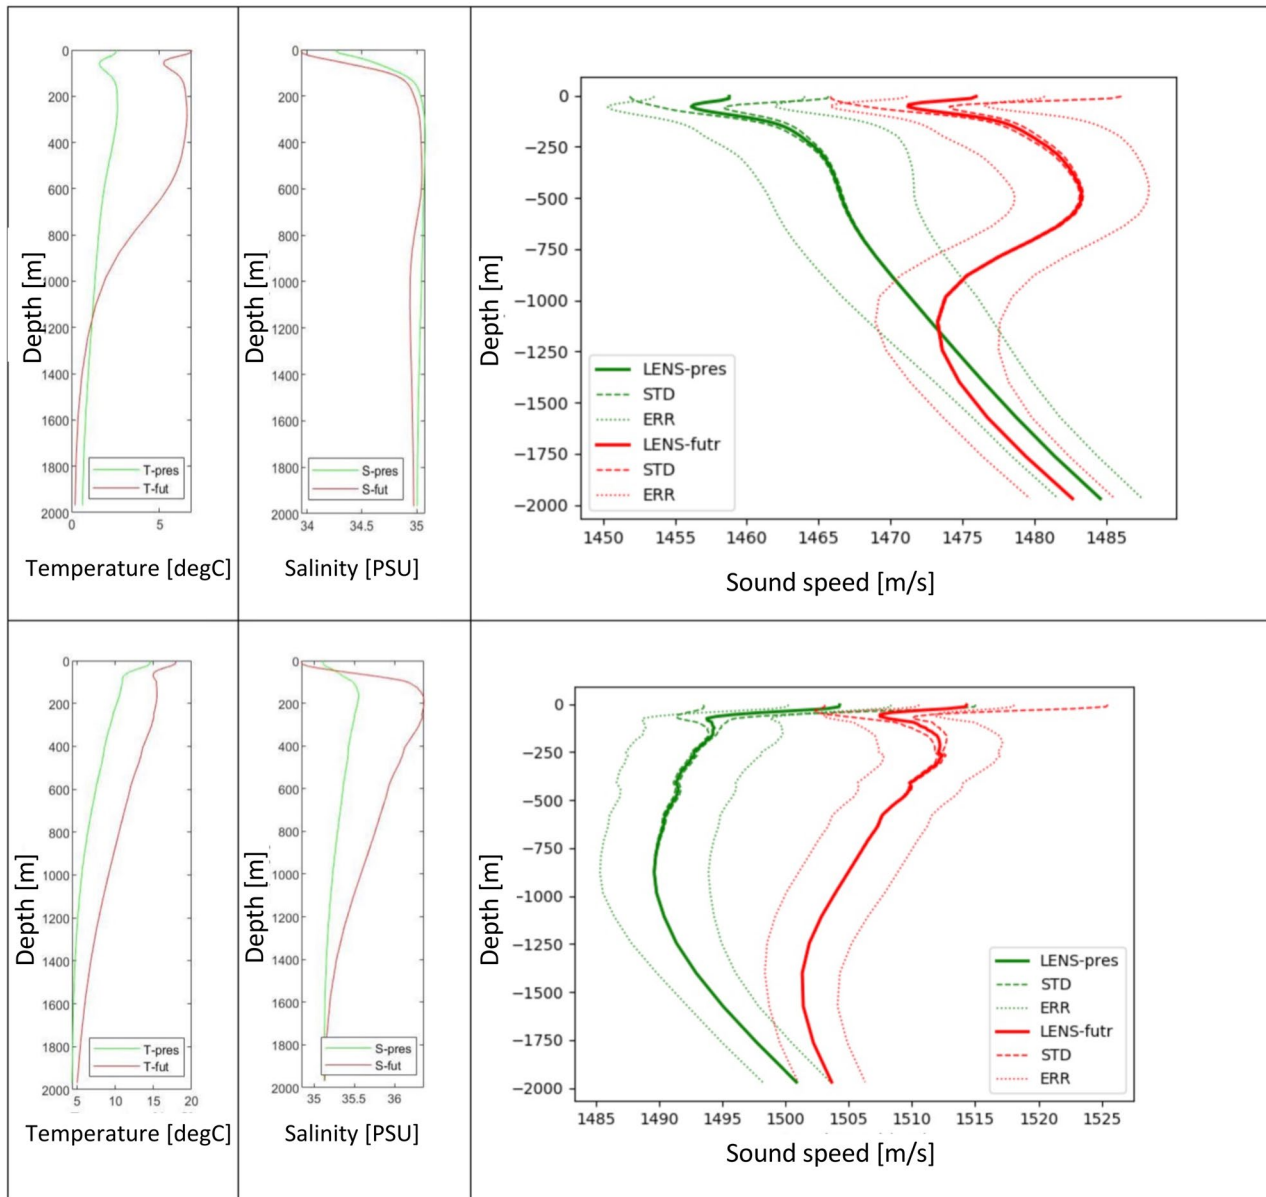 0
200
400
600
800
1000
1200
1400
1600
1800
2000
0
5
T-pres
T-fut
Depth [m]
Temperature [degC]
0
200
400
600
800
1000
1200
1400
1600
1800
2000
34
34.5
35
S-pres
S-fut
Depth [m]
Salinity [PSU]
0
−250
−500
−750
−1000
−1250
−1500
−1750
−2000
1450
1455
1460
1465
1470
1475
1480
1485
LENS-pres
STD
ERR
LENS-futr
STD
ERR
Depth [m]
Sound speed [m/s]
0
200
400
600
800
1000
1200
1400
1600
1800
2000
5
10
15
20
T-pres
T-fut
Depth [m]
Temperature [degC]
0
200
400
600
800
1000
1200
1400
1600
1800
2000
35
35.5
36
S-pres
S-fut
Depth [m]
Salinity [PSU]
0
−250
−500
−750
−1000
−1250
−1500
−1750
−2000
1485
1490
1495
1500
1505
1510
1515
1520
1525
LENS-pres
STD
ERR
LENS-futr
STD
ERR
Depth [m]
Sound speed [m/s]